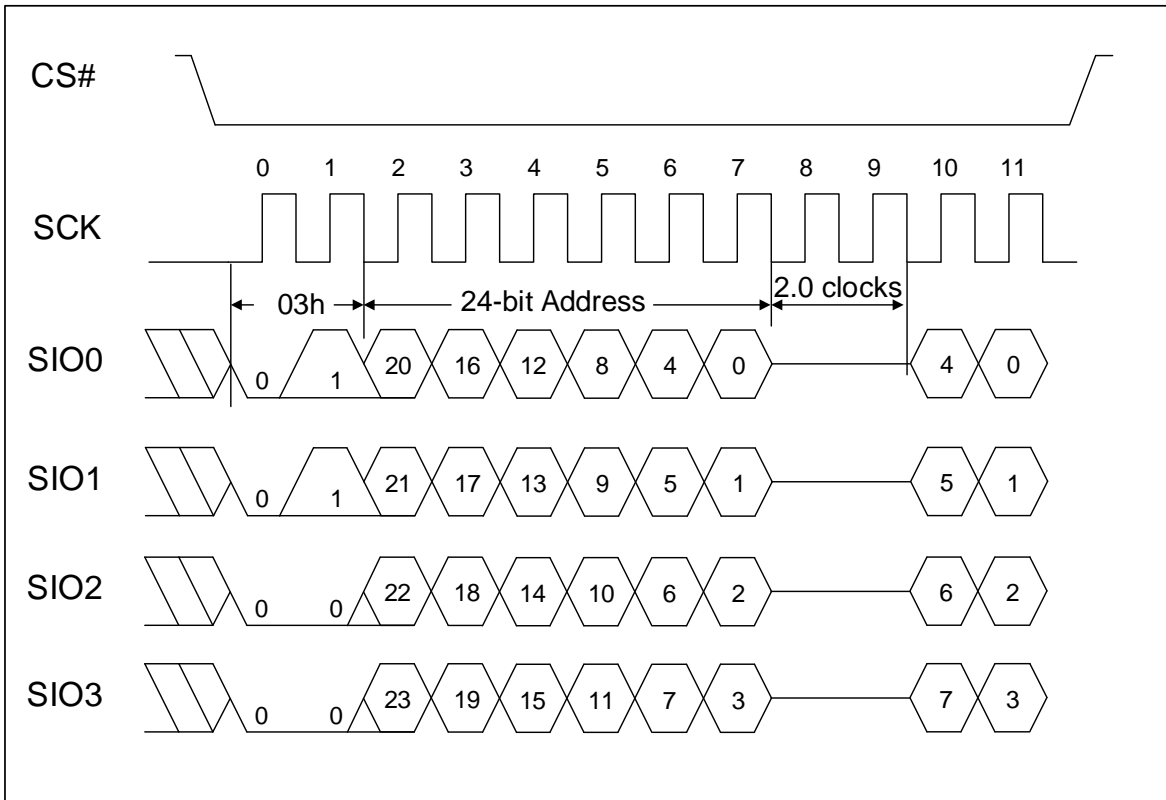 CS#
0 1 2 3 4 5 6 7 8 9 10 11
SCK
03h 24-bit Address 2.0 clocks
SIO0 0 1 20 16 12 8 4 0 4 0
SIO1 0 1 21 17 13 9 5 1 5 1
SIO2 0 0 22 18 14 10 6 2 6 2
SIO3 0 0 23 19 15 11 7 3 7 3